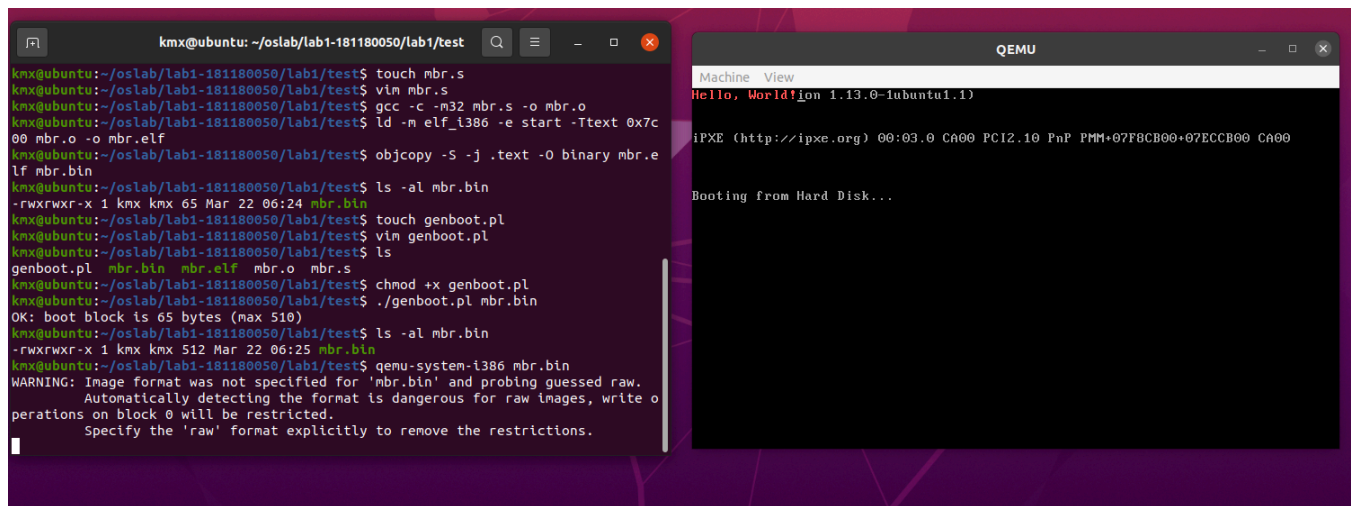 kmx@ubuntu: ~/oslab/lab1-181180050/lab1/test
kmx@ubuntu:~/oslab/lab1-181180050/lab1/test$ touch mbr.s
kmx@ubuntu:~/oslab/lab1-181180050/lab1/test$ vim mbr.s
kmx@ubuntu:~/oslab/lab1-181180050/lab1/test$ gcc -c -m32 mbr.s -o mbr.o
kmx@ubuntu:~/oslab/lab1-181180050/lab1/test$ ld -m elf_i386 -e start -Ttext 0x7c
00 mbr.o -o mbr.elf
kmx@ubuntu:~/oslab/lab1-181180050/lab1/test$ objcopy -S -j .text -O binary mbr.e
lf mbr.bin
kmx@ubuntu:~/oslab/lab1-181180050/lab1/test$ ls -al mbr.bin
-rwxrwxr-x 1 kmx kmx 65 Mar 22 06:24 mbr.bin
kmx@ubuntu:~/oslab/lab1-181180050/lab1/test$ touch genboot.pl
kmx@ubuntu:~/oslab/lab1-181180050/lab1/test$ vim genboot.pl
kmx@ubuntu:~/oslab/lab1-181180050/lab1/test$ ls
genboot.pl mbr.bin mbr.elf mbr.o mbr.s
kmx@ubuntu:~/oslab/lab1-181180050/lab1/test$ chmod +x genboot.pl
kmx@ubuntu:~/oslab/lab1-181180050/lab1/test$ ./genboot.pl mbr.bin
OK: boot block is 65 bytes (max 510)
kmx@ubuntu:~/oslab/lab1-181180050/lab1/test$ ls -al mbr.bin
-rwxrwxr-x 1 kmx kmx 512 Mar 22 06:25 mbr.bin
kmx@ubuntu:~/oslab/lab1-181180050/lab1/test$ qemu-system-i386 mbr.bin
WARNING: Image format was not specified for 'mbr.bin' and probing guessed raw.
Automatically detecting the format is dangerous for raw images, write o
perations on block 0 will be restricted.
Specify the 'raw' format explicitly to remove the restrictions.
QEMU
Machine View
Hello, World!ion 1.13.0-1ubuntu1.1)
iPXE (http://ipxe.org) 00:03.0 CA00 PCI2.10 PnP PMM+07F8CB00+07ECCB00 CA00
Booting from Hard Disk...